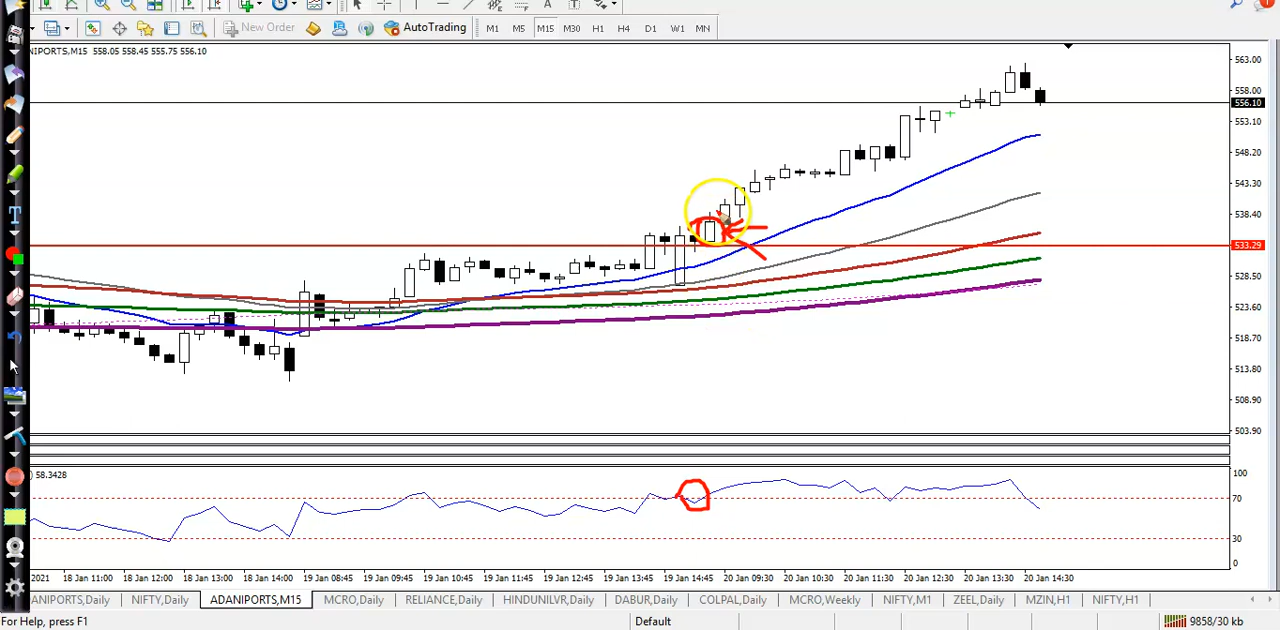 New Order
AutoTrading
M1 M5 M15 M30 H1 H4 D1 W1 MN
NIPORTS,M15 558.05 558.45 555.75 556.10
563.00
558.00
556.10
553.10
548.20
543.30
538.40
533.29
528.50
523.60
518.70
513.80
508.90
503.90
) 58.3428
100
70
30
0
2021 18 Jan 11:00 18 Jan 12:00 18 Jan 13:00 18 Jan 14:00 19 Jan 08:45 19 Jan 09:45 19 Jan 10:45 19 Jan 11:45 19 Jan 12:45 19 Jan 13:45 19 Jan 14:45 20 Jan 09:30 20 Jan 10:30 20 Jan 11:30 20 Jan 12:30 20 Jan 13:30 20 Jan 14:30
DANIPORTS,Daily NIFTY,Daily ADANIPORTS,M15 MCRO,Daily RELIANCE,Daily HINDUNILVR,Daily DABUR,Daily COLPAL,Daily MCRO,Weekly NIFTY,M1 ZEEL,Daily MZIN,H1 NIFTY,H1
For Help, press F1 Default 9858/30 kb